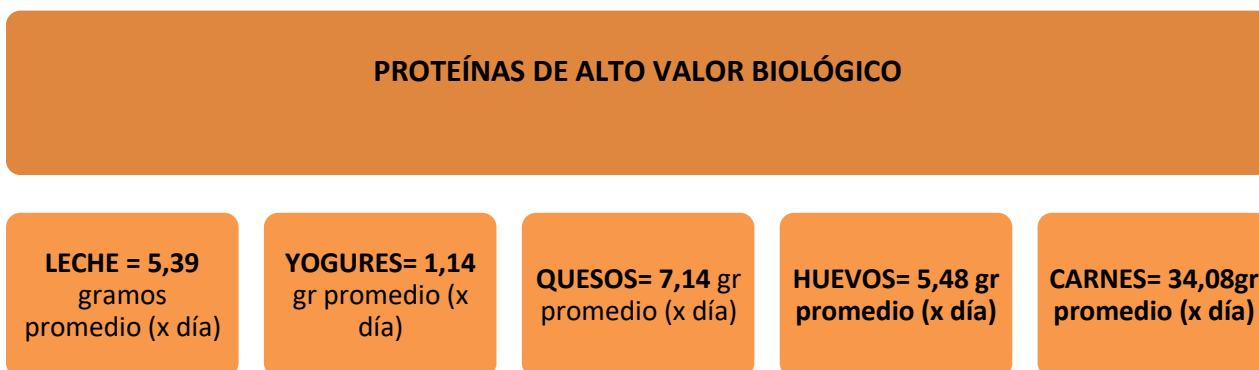 PROTEÍNAS DE ALTO VALOR BIOLÓGICO
LECHE = 5,39
gramos
promedio (x día)
YOGURES= 1,14
gr promedio (x
día)
QUESOS= 7,14 gr
promedio (x día)
HUEVOS= 5,48 gr
promedio (x día)
CARNES= 34,08gr
promedio (x día)